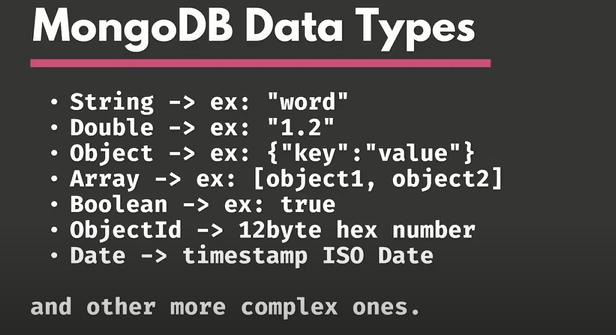 MongoDB Data Types
• String -> ex: "word"
• Double -> ex: "1.2"
• Object -> ex: {"key":"value"}
• Array -> ex: [object1, object2]
• Boolean -> ex: true
• ObjectId -> 12byte hex number
• Date -> timestamp ISO Date
and other more complex ones.